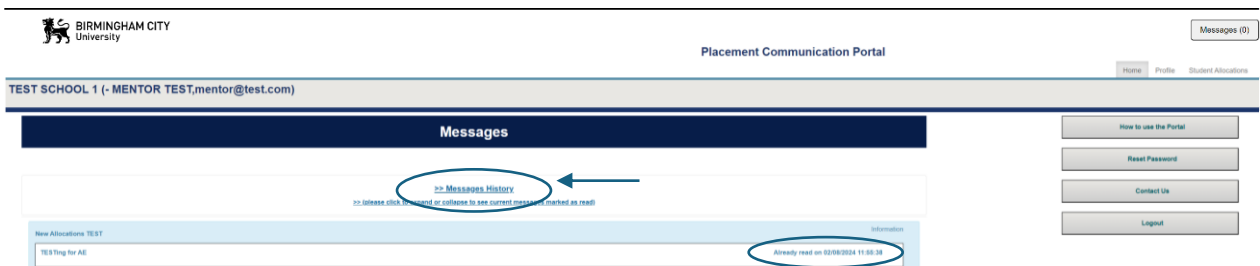 BIRMINGHAM CITY
University
Messages (0)
Placement Communication Portal
Home Profile Student Allocations
TEST SCHOOL 1 (- MENTOR TEST,mentor@test.com)
Messages
How to use the Portal
Reset Password
>> Messages History
Contact Us
>> (please click to expand or collapse to see current messages marked as read)
Logout
New Allocations TEST Information
TESTing for AE Already read on 02/08/2024 11:55:38